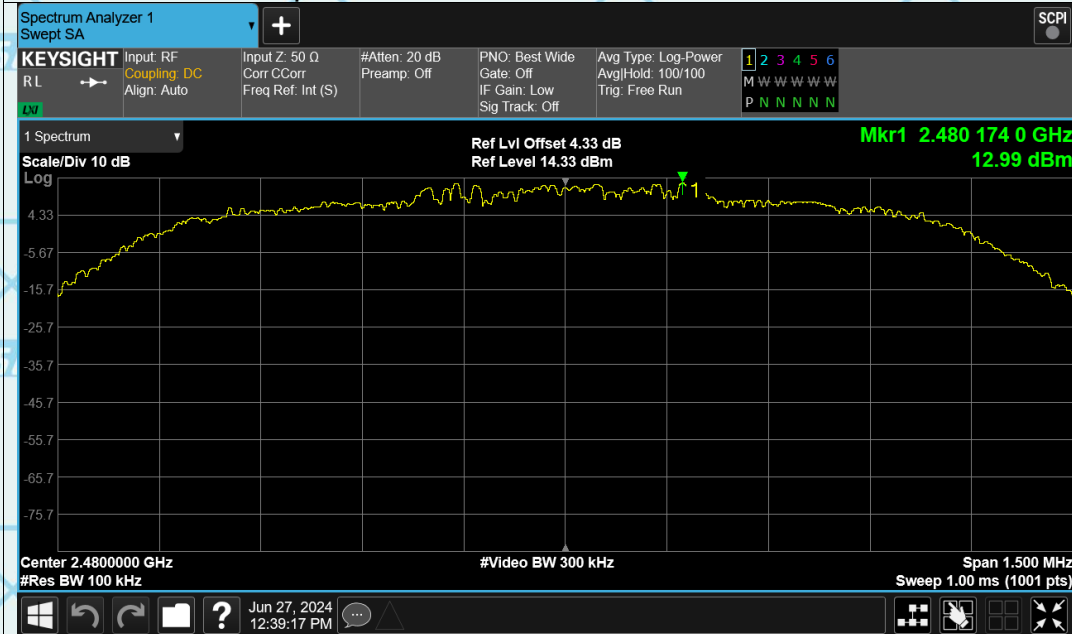 Spectrum Analyzer 1
Swept SA
+
SCPI
KEYSIGHT
R L
LXI
Input: RF
Coupling: DC
Align: Auto
Input Z: 50 Ω
Corr CCorr
Freq Ref: Int (S)
#Atten: 20 dB
Preamp: Off
PNO: Best Wide
Gate: Off
IF Gain: Low
Sig Track: Off
Avg Type: Log-Power
Avg|Hold: 100/100
Trig: Free Run
1 2 3 4 5 6
M W W W W W
P N N N N N
1 Spectrum
Scale/Div 10 dB
Log
Ref Lvl Offset 4.33 dB
Ref Level 14.33 dBm
Mkr1 2.480 174 0 GHz
12.99 dBm
1
4.33
-5.67
-15.7
-25.7
-35.7
-45.7
-55.7
-65.7
-75.7
Center 2.4800000 GHz
#Res BW 100 kHz
#Video BW 300 kHz
Span 1.500 MHz
Sweep 1.00 ms (1001 pts)
?
Jun 27, 2024
12:39:17 PM